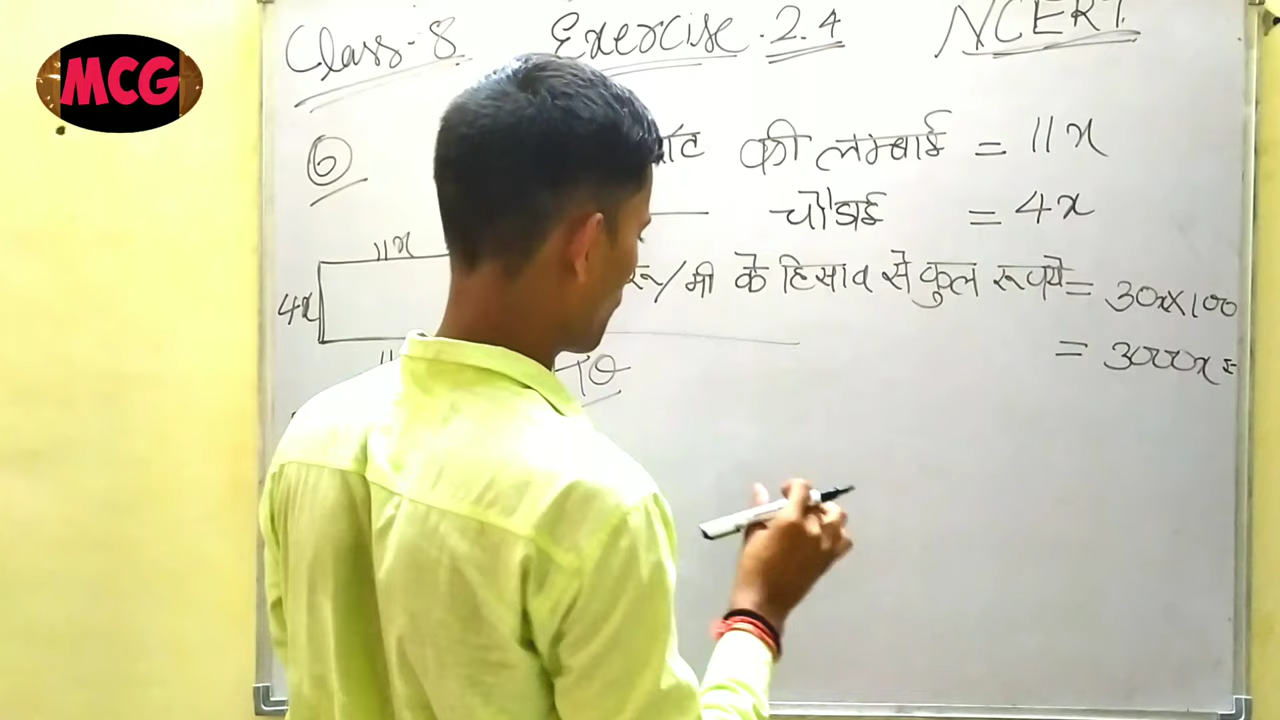 MCG
Class-8 Exercise.2.4 NCERT
6
की लम्बाई = 11x
चौडाई = 4x
11x
4x
रू/मी के हिसाब से कुल रूपये = 30x×100
= 3000x